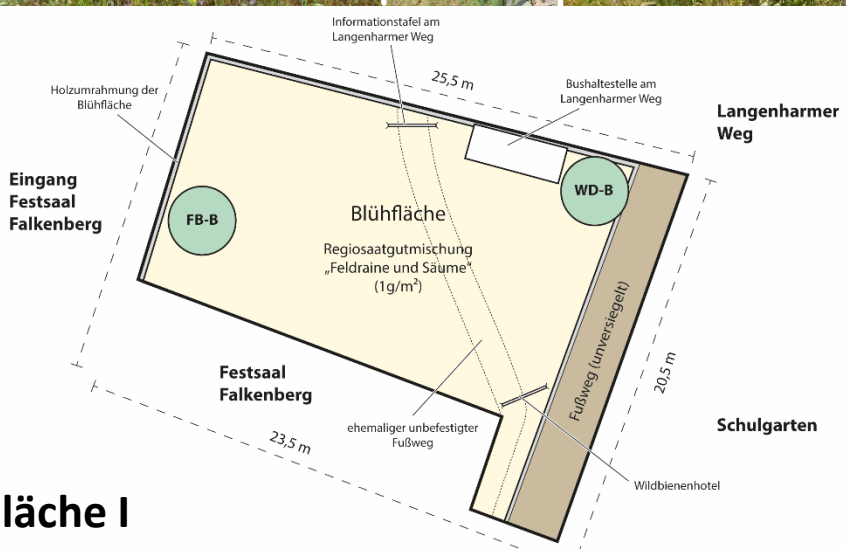 Informationstafel am
Langenharmer Weg
25,5 m
Bushaltestelle am
Langenharmer Weg
Holzumrahmung der
Blühfläche
Langenharmer
Weg
Eingang
Festsaal
Falkenberg
FB-B
WD-B
Blühfläche
Regiosaatgutmischung
„Feldraine und Säume“
(1g/m²)
Fußweg (unversiegelt)
20,5 m
Festsaal
Falkenberg
Schulgarten
ehemaliger unbefestigter
Fußweg
23,5 m
Wildbienenhotel
läche I